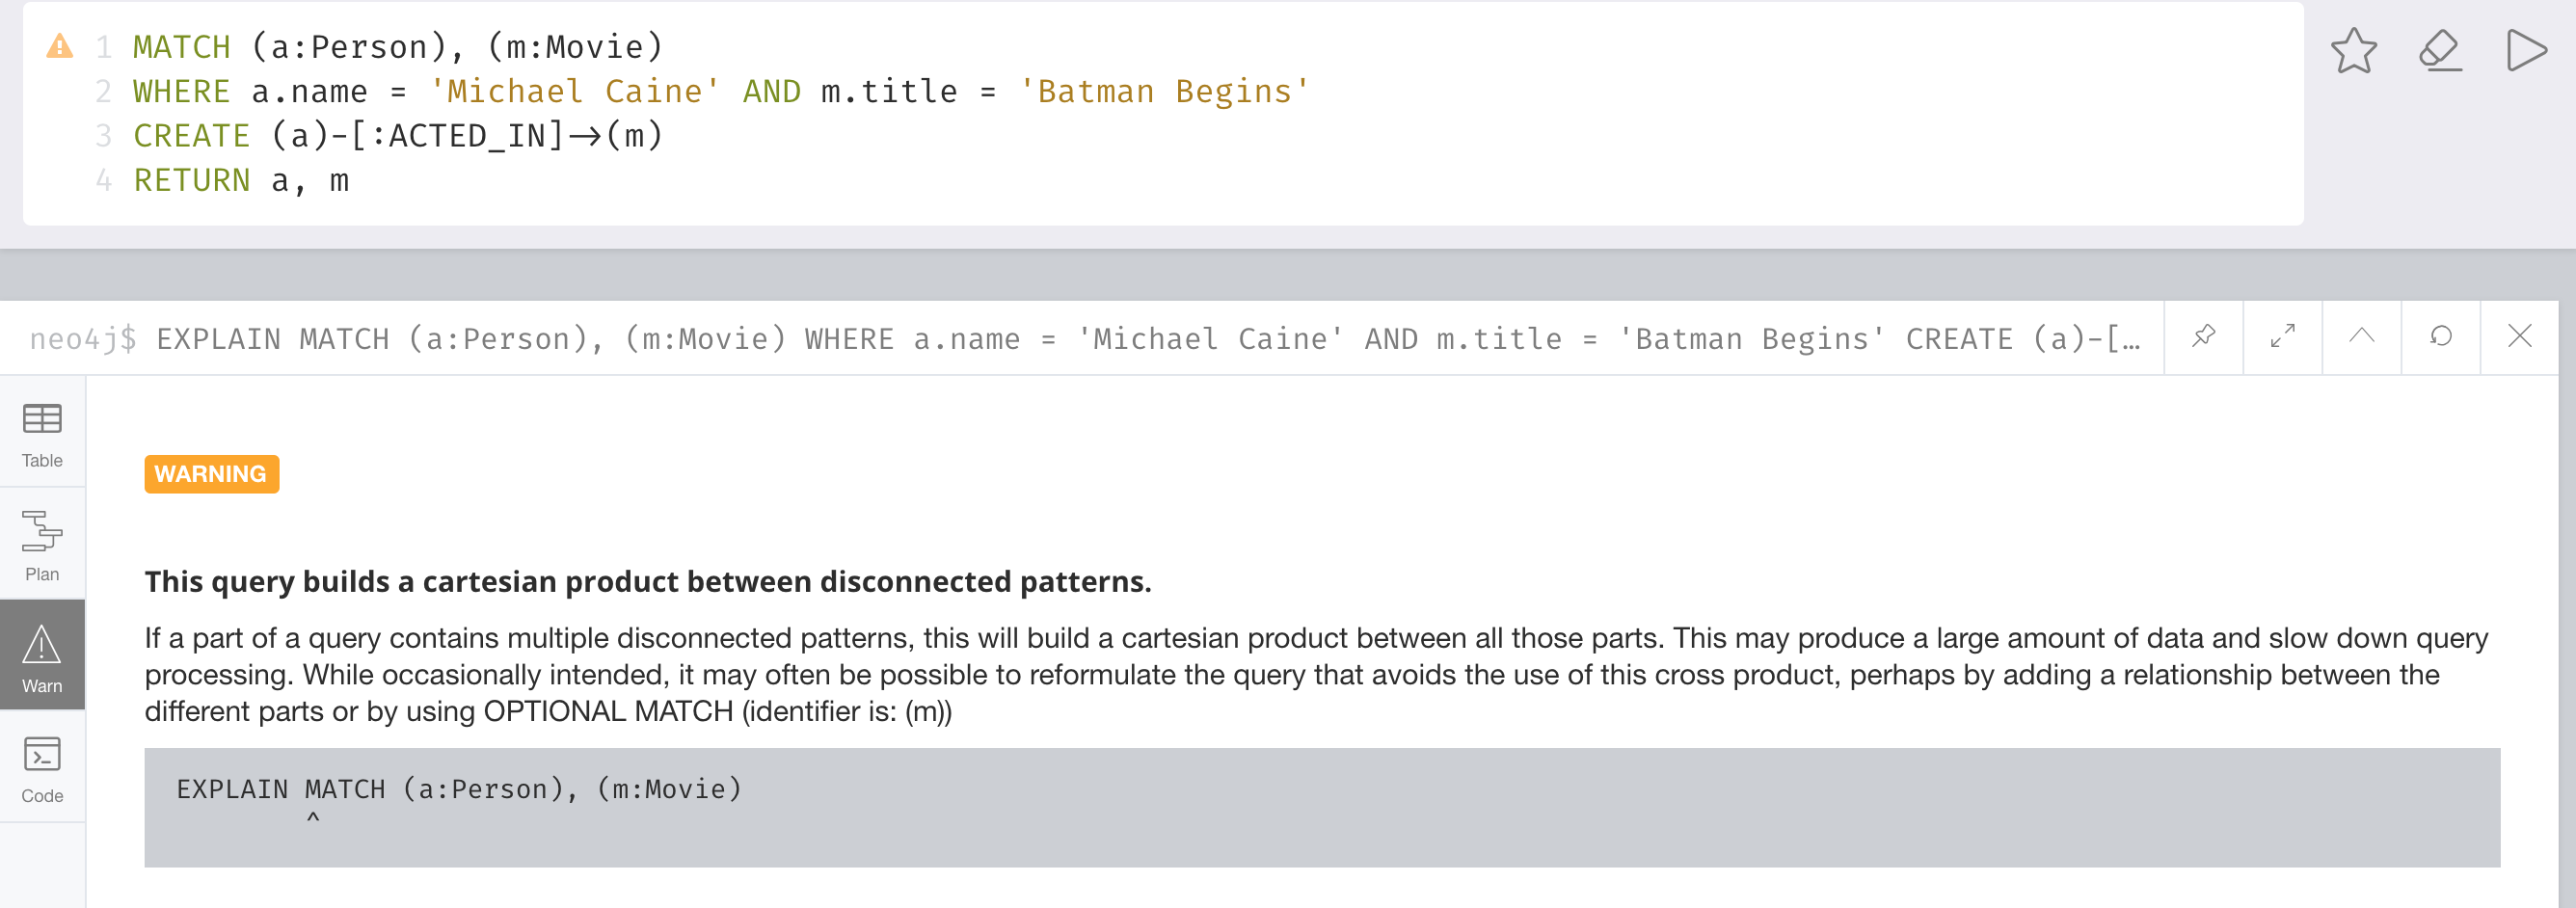 1 MATCH (a:Person), (m:Movie)
2 WHERE a.name = 'Michael Caine' AND m.title = 'Batman Begins'
3 CREATE (a)-[:ACTED_IN]->(m)
4 RETURN a, m
neo4j$ EXPLAIN MATCH (a:Person), (m:Movie) WHERE a.name = 'Michael Caine' AND m.title = 'Batman Begins' CREATE (a)-[…
Table
Plan
Warn
Code
WARNING
This query builds a cartesian product between disconnected patterns.
If a part of a query contains multiple disconnected patterns, this will build a cartesian product between all those parts. This may produce a large amount of data and slow down query
processing. While occasionally intended, it may often be possible to reformulate the query that avoids the use of this cross product, perhaps by adding a relationship between the
different parts or by using OPTIONAL MATCH (identifier is: (m))
EXPLAIN MATCH (a:Person), (m:Movie)
^